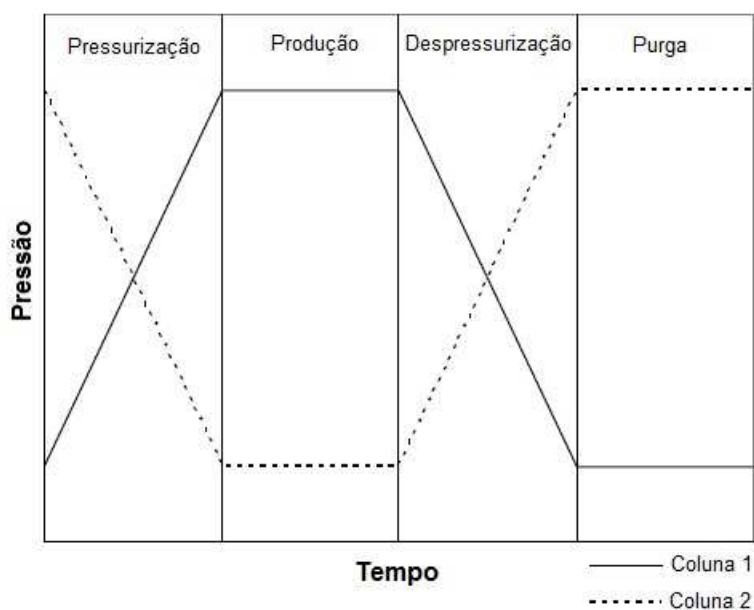 Pressurização
Produção
Despressurização
Purga
Pressão
Tempo
Coluna 1
Coluna 2